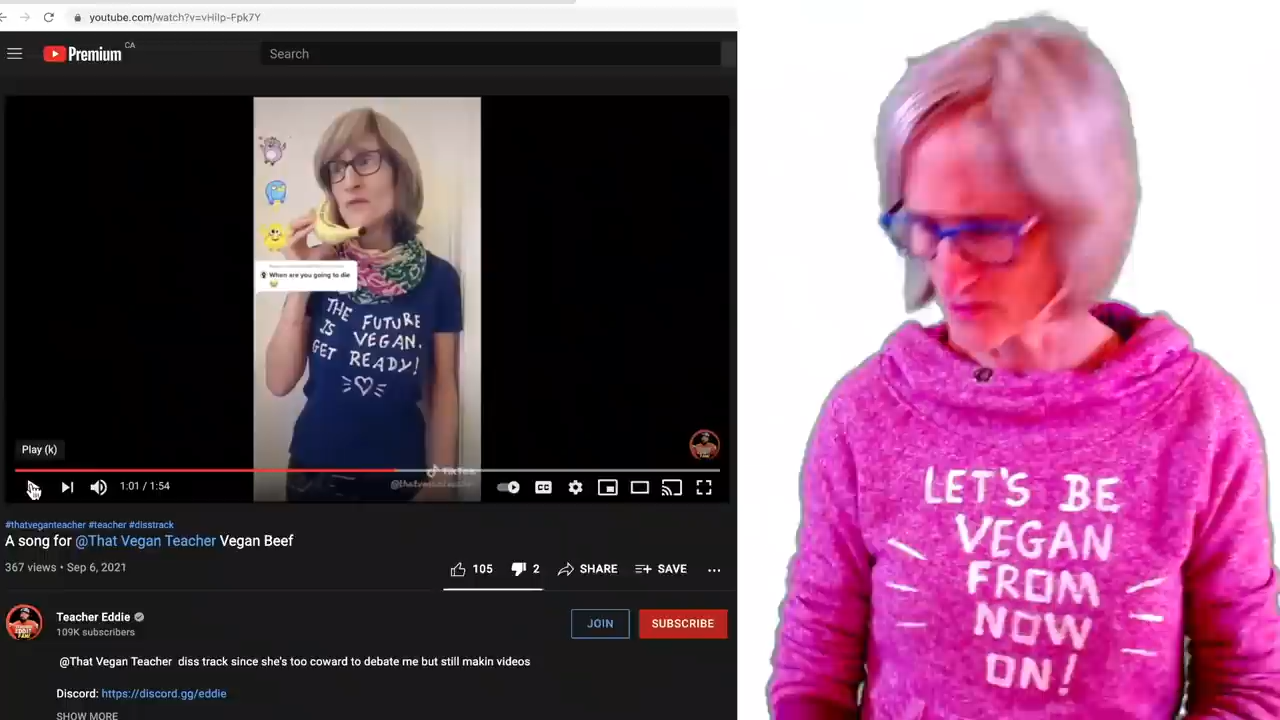 youtube.com/watch?v=vHiIp-Fpk7Y
Premium CA
Search
When are you going to die
THE FUTURE
IS VEGAN.
GET READY!
Play (k)
TikTok
@thatveganteacher
1:01 / 1:54
CC
#thatveganteacher #teacher #disstrack
A song for @That Vegan Teacher Vegan Beef
367 views • Sep 6, 2021
105
2
SHARE
SAVE
Teacher Eddie
109K subscribers
JOIN
SUBSCRIBE
@That Vegan Teacher diss track since she's too coward to debate me but still makin videos
Discord: https://discord.gg/eddie
SHOW MORE
LET'S BE
VEGAN
FROM
NOW
ON!